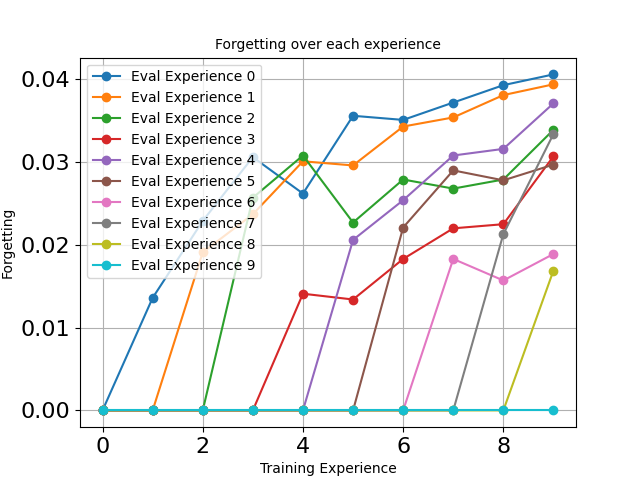 Forgetting over each experience
Eval Experience 0
Eval Experience 1
Eval Experience 2
Eval Experience 3
Eval Experience 4
Eval Experience 5
Eval Experience 6
Eval Experience 7
Eval Experience 8
Eval Experience 9
0.04
0.03
0.02
0.01
0.00
Forgetting
0 2 4 6 8
Training Experience